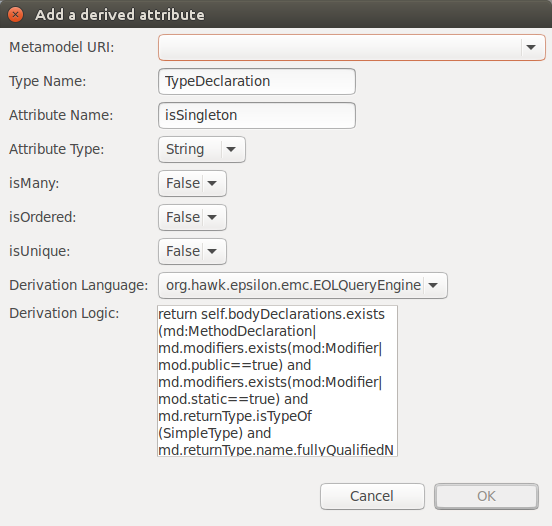 Add a derived attribute
Metamodel URI:
Type Name: TypeDeclaration
Attribute Name: isSingleton
Attribute Type: String
isMany: False
isOrdered: False
isUnique: False
Derivation Language: org.hawk.epsilon.emc.EOLQueryEngine
Derivation Logic: return self.bodyDeclarations.exists
(md:MethodDeclaration|
md.modifiers.exists(mod:Modifier|
mod.public==true) and
md.modifiers.exists(mod:Modifier|
mod.static==true) and
md.returnType.isTypeOf
(SimpleType) and
md.returnType.name.fullyQualifiedN
Cancel OK